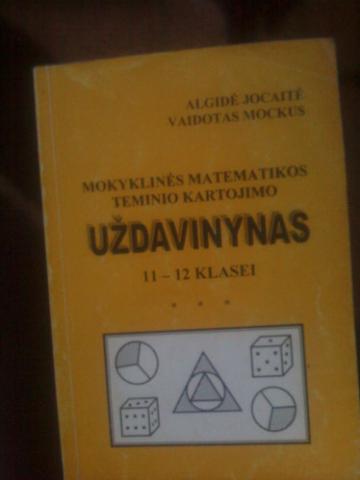 ALGIDĖ JOCAITĖ
VAIDOTAS MOCKUS
MOKYKLINĖS MATEMATIKOS
TEMINIO KARTOJIMO
UŽDAVINYNAS
11 – 12 KLASEI
* * *